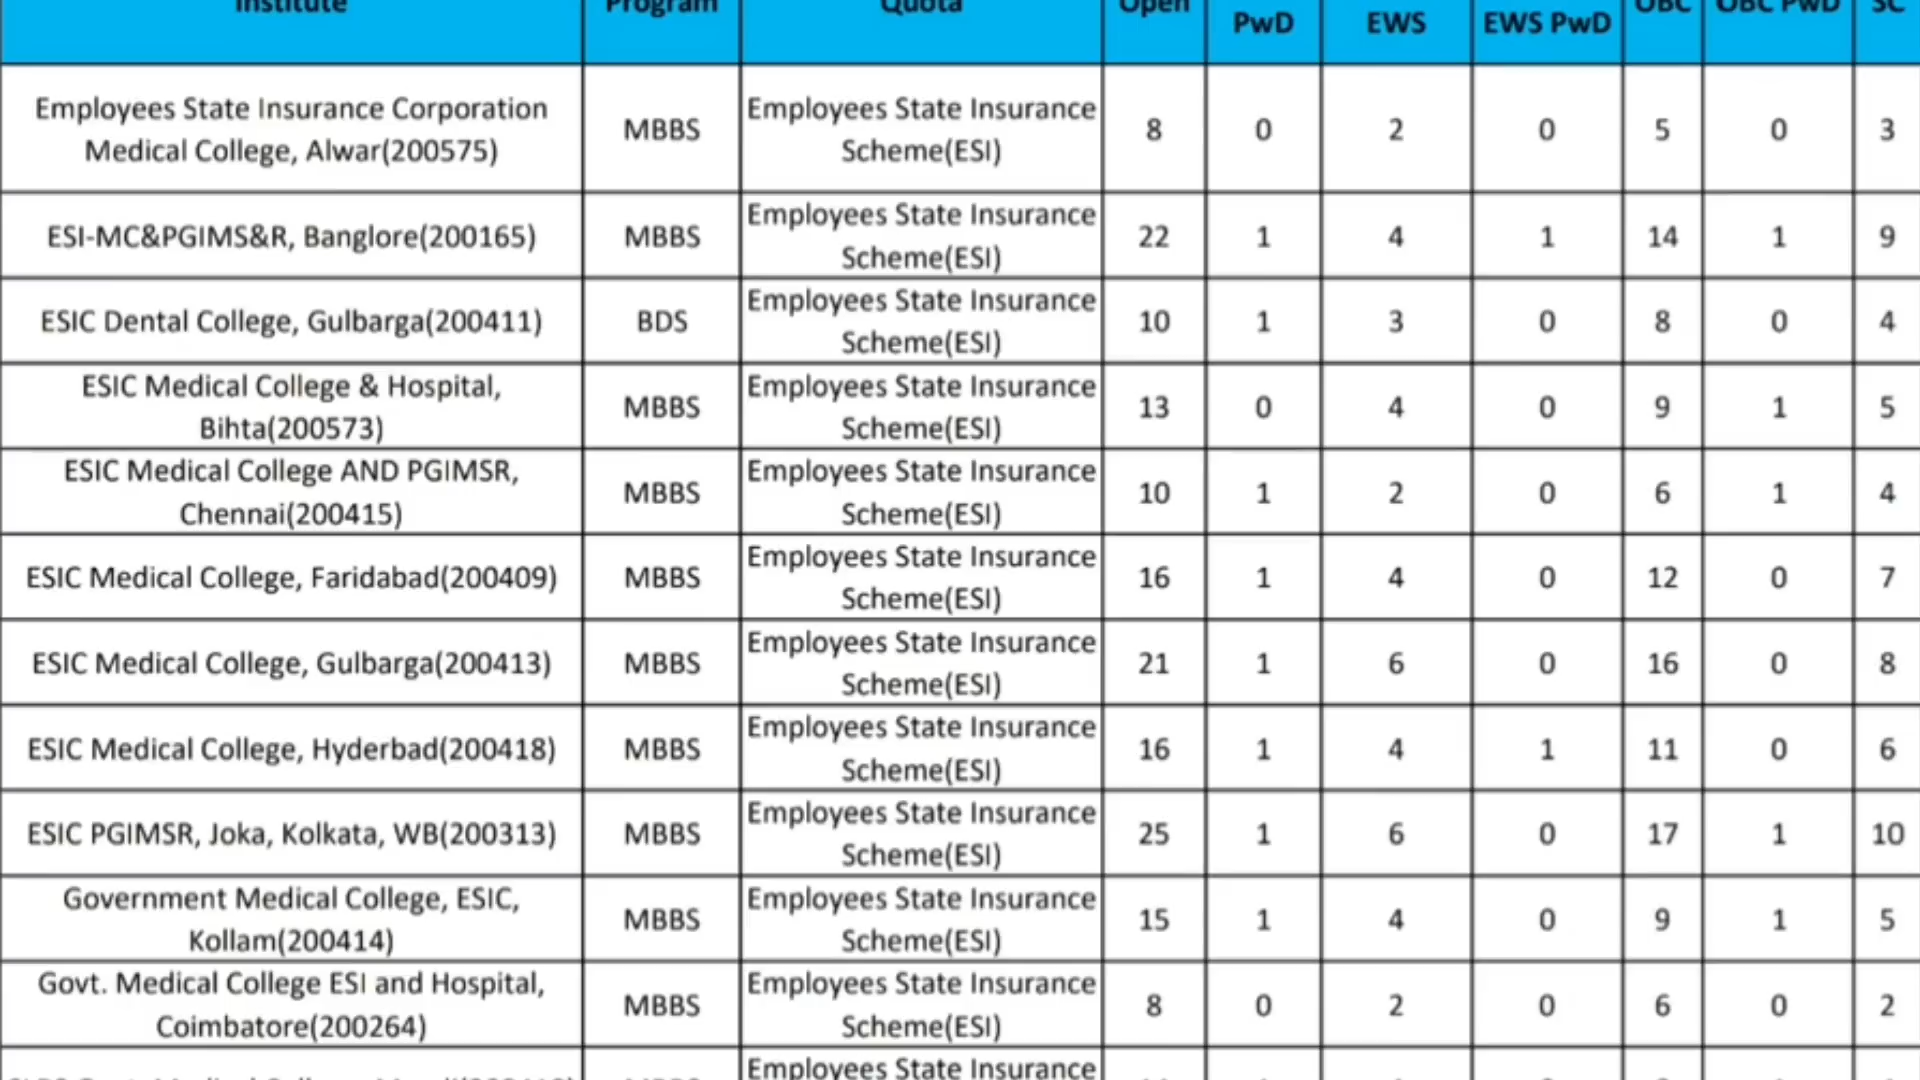 Institute Program Quota Open PwD EWS EWS PwD OBC OBC PwD SC
Employees State Insurance Corporation
Medical College, Alwar(200575) MBBS Employees State Insurance
Scheme(ESI) 8 0 2 0 5 0 3
ESI-MC&PGIMS&R, Banglore(200165) MBBS Employees State Insurance
Scheme(ESI) 22 1 4 1 14 1 9
ESIC Dental College, Gulbarga(200411) BDS Employees State Insurance
Scheme(ESI) 10 1 3 0 8 0 4
ESIC Medical College & Hospital,
Bihta(200573) MBBS Employees State Insurance
Scheme(ESI) 13 0 4 0 9 1 5
ESIC Medical College AND PGIMSR,
Chennai(200415) MBBS Employees State Insurance
Scheme(ESI) 10 1 2 0 6 1 4
ESIC Medical College, Faridabad(200409) MBBS Employees State Insurance
Scheme(ESI) 16 1 4 0 12 0 7
ESIC Medical College, Gulbarga(200413) MBBS Employees State Insurance
Scheme(ESI) 21 1 6 0 16 0 8
ESIC Medical College, Hyderbad(200418) MBBS Employees State Insurance
Scheme(ESI) 16 1 4 1 11 0 6
ESIC PGIMSR, Joka, Kolkata, WB(200313) MBBS Employees State Insurance
Scheme(ESI) 25 1 6 0 17 1 10
Government Medical College, ESIC,
Kollam(200414) MBBS Employees State Insurance
Scheme(ESI) 15 1 4 0 9 1 5
Govt. Medical College ESI and Hospital,
Coimbatore(200264) MBBS Employees State Insurance
Scheme(ESI) 8 0 2 0 6 0 2
Employees State Insurance